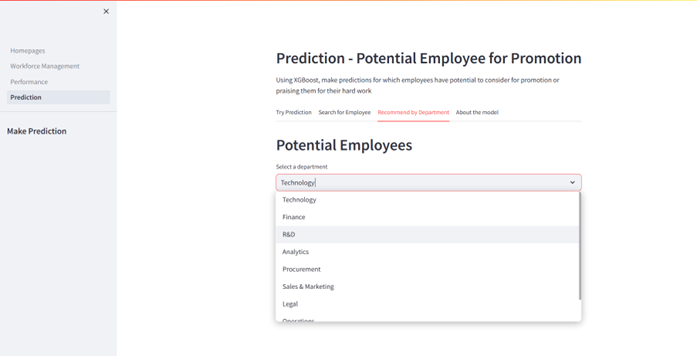 Homepages
Workforce Management
Performance
Prediction
Make Prediction
Prediction - Potential Employee for Promotion
Using XGBoost, make predictions for which employees have potential to consider for promotion or
praising them for their hard work
Try Prediction Search for Employee Recommend by Department About the model
Potential Employees
Select a department
Technology
Technology
Finance
R&D
Analytics
Procurement
Sales & Marketing
Legal
Operations